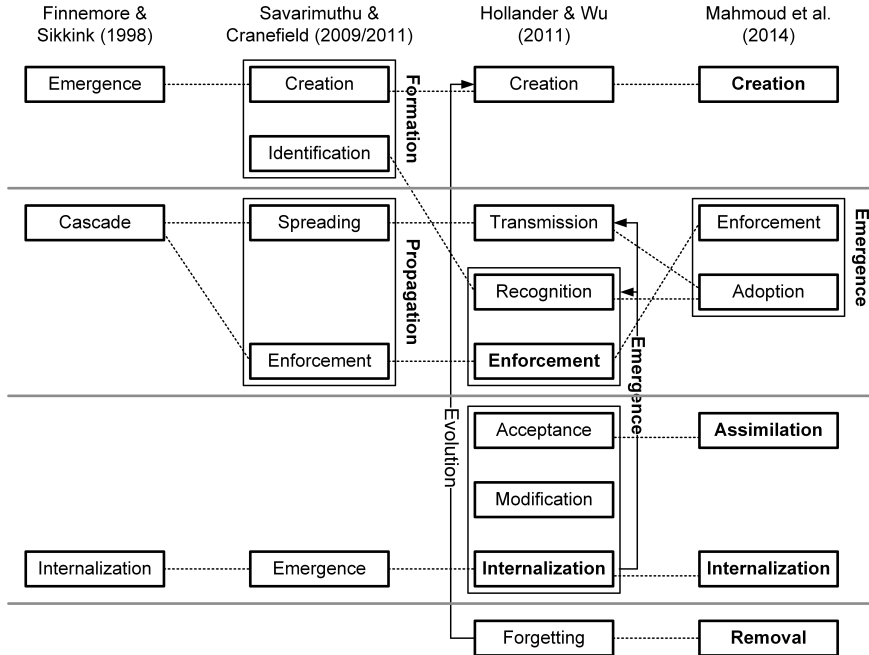 Finnemore &
Sikkink (1998)
Savarimuthu &
Cranefield (2009/2011)
Hollander & Wu
(2011)
Mahmoud et al.
(2014)
Emergence
Creation
Creation
Creation
Formation
Identification
Cascade
Spreading
Transmission
Enforcement
Emergence
Propagation
Recognition
Adoption
Enforcement
Enforcement
Emergence
Evolution
Acceptance
Assimilation
Modification
Internalization
Emergence
Internalization
Internalization
Forgetting
Removal